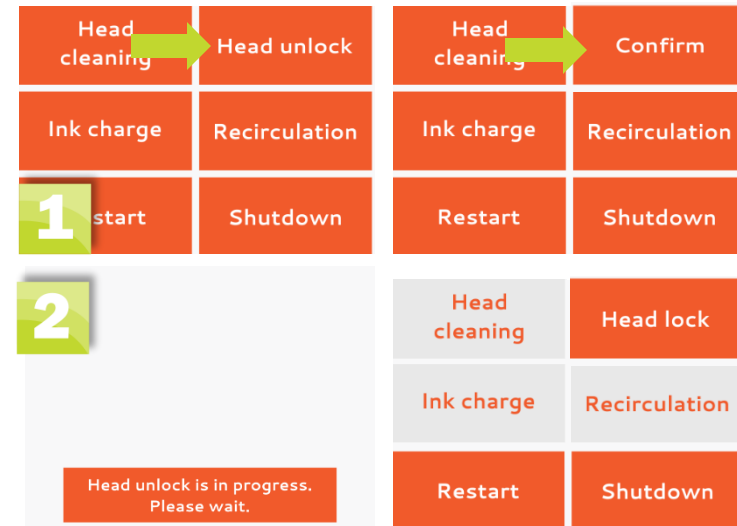 Head
cleaning
Head unlock
Ink charge
Recirculation
1
start
Shutdown
Head
cleaning
Confirm
Ink charge
Recirculation
Restart
Shutdown
2
Head unlock is in progress.
Please wait.
Head
cleaning
Head lock
Ink charge
Recirculation
Restart
Shutdown